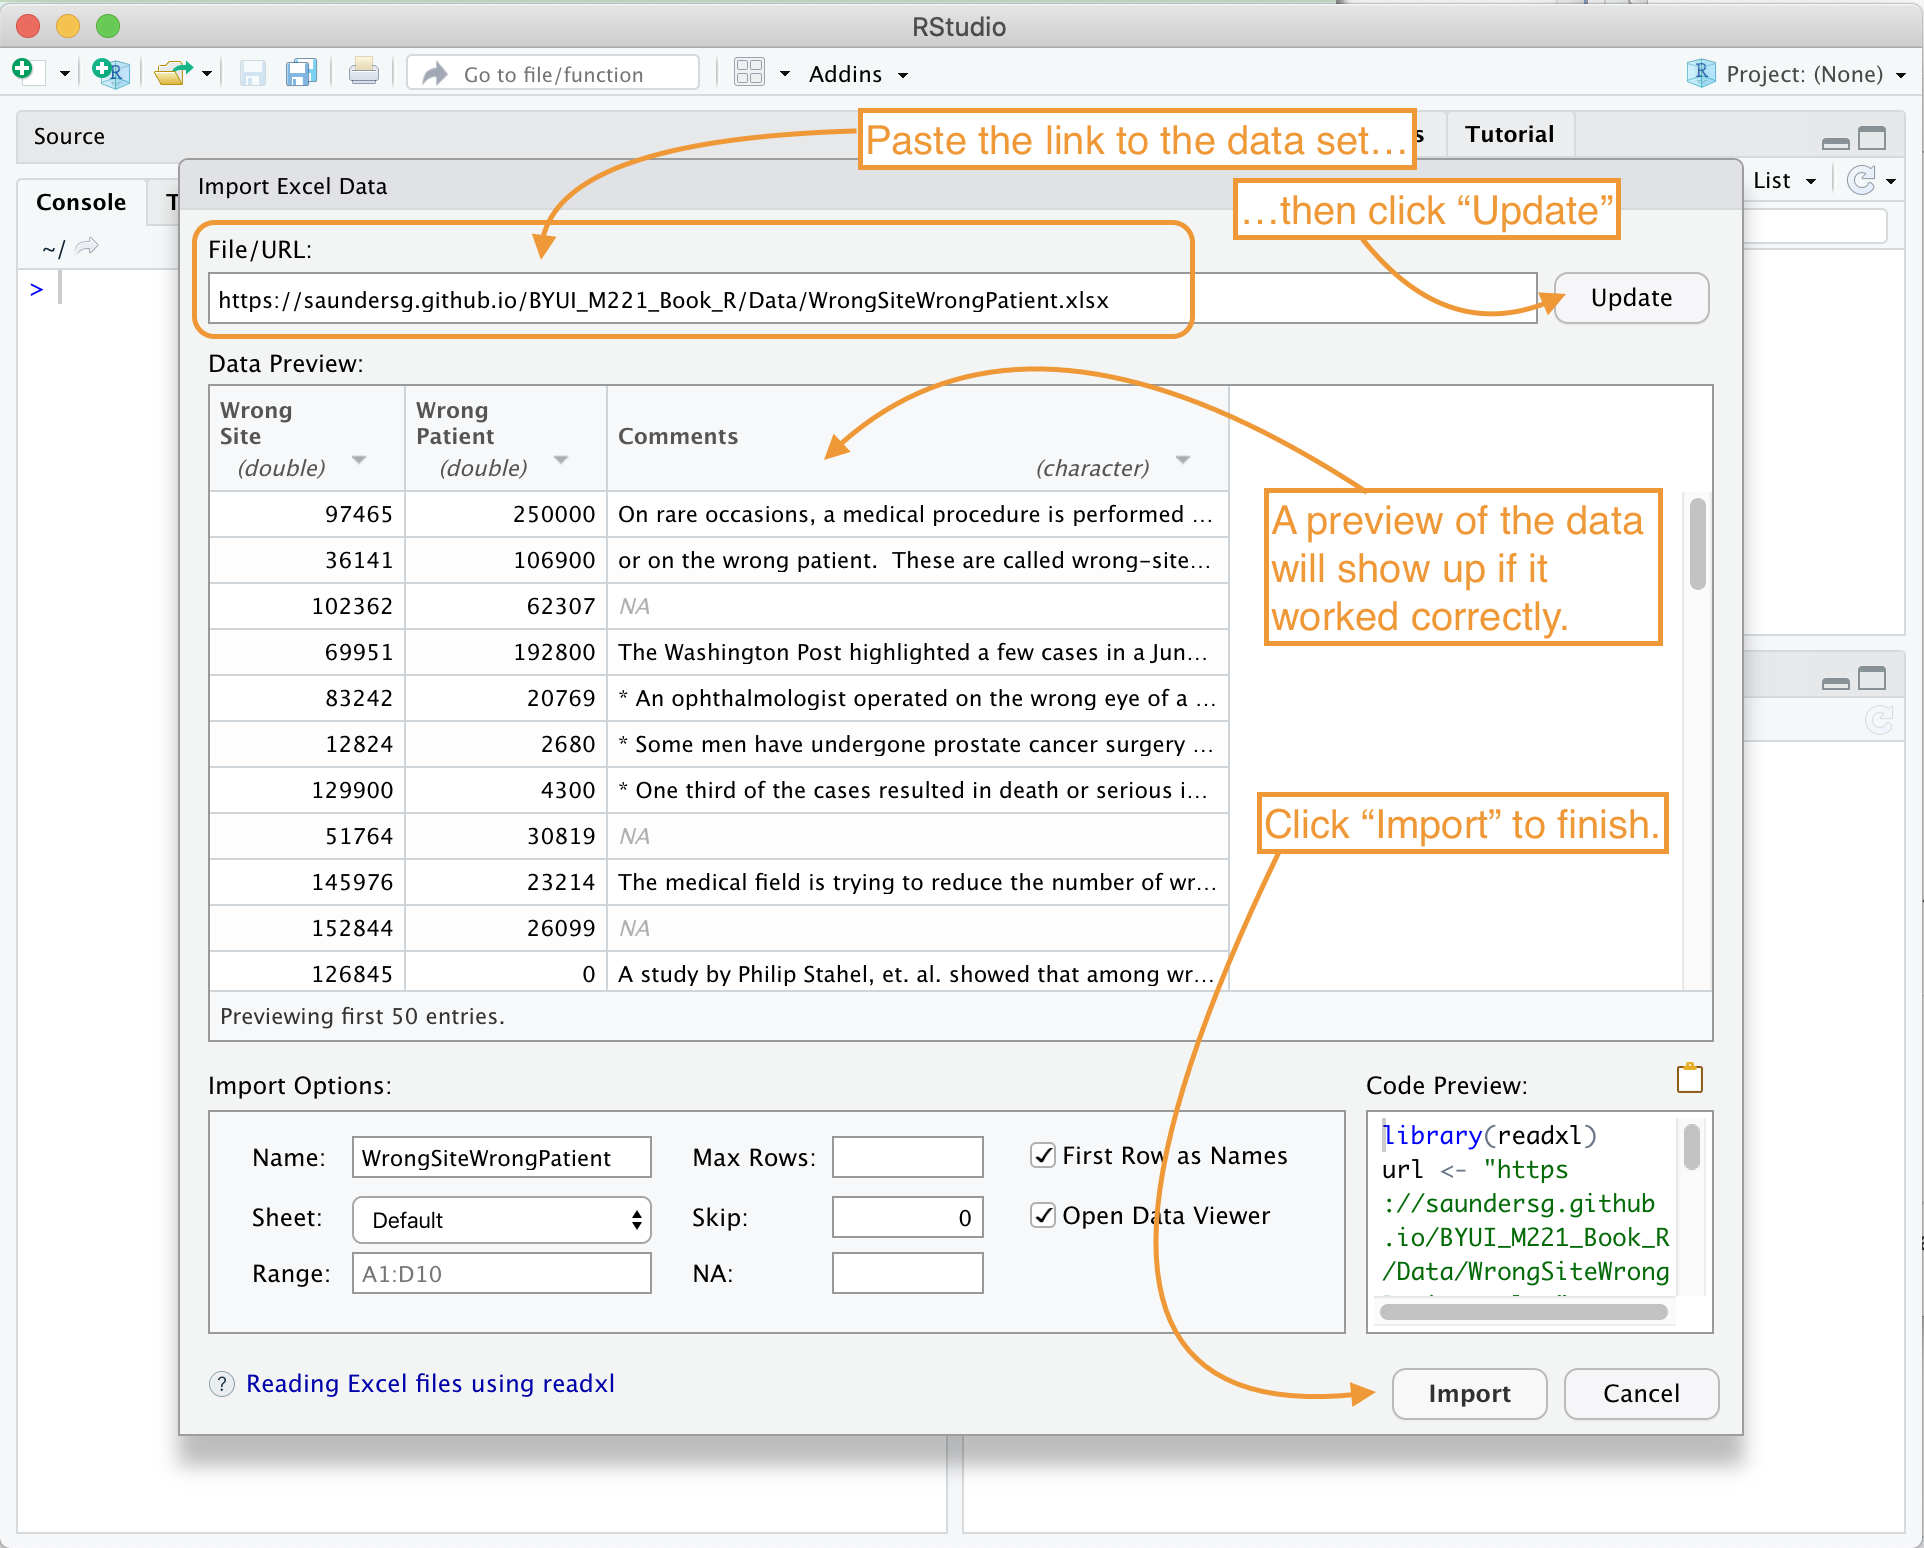 RStudio
Go to file/function
Addins
Project: (None)
Source
Paste the link to the data set...
s
Tutorial
Import Excel Data
List
Console
T
...then click “Update”
~/
File/URL:
>
https://saundersg.github.io/BYUI_M221_Book_R/Data/WrongSiteWrongPatient.xlsx
Update
Data Preview:
Wrong Site (double)
Wrong Patient (double)
Comments (character)
97465 250000 On rare occasions, a medical procedure is performed ...
36141 106900 or on the wrong patient.  These are called wrong-site...
102362 62307 NA
69951 192800 The Washington Post highlighted a few cases in a Jun...
83242 20769 * An ophthalmologist operated on the wrong eye of a ...
12824 2680 * Some men have undergone prostate cancer surgery ...
129900 4300 * One third of the cases resulted in death or serious i...
51764 30819 NA
145976 23214 The medical field is trying to reduce the number of wr...
152844 26099 NA
126845 0 A study by Philip Stahel, et. al. showed that among wr...
A preview of the data
will show up if it
worked correctly.
Click “Import” to finish.
Previewing first 50 entries.
Import Options:
Name: WrongSiteWrongPatient
Max Rows:
First Row as Names
Sheet: Default
Skip: 0
Open Data Viewer
Range: A1:D10
NA:
Code Preview:
library(readxl)
url <- "https
://saundersg.github
.io/BYUI_M221_Book_R
/Data/WrongSiteWrong
? Reading Excel files using readxl
Import
Cancel